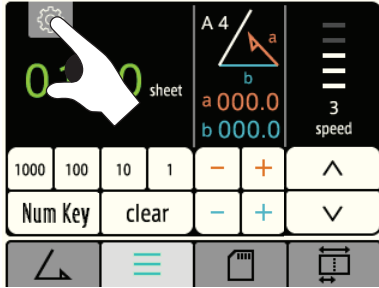 A 4
a
b
sheet
a 000.0
b 000.0
3
speed
1000 100 10 1 - +
Num Key clear - +